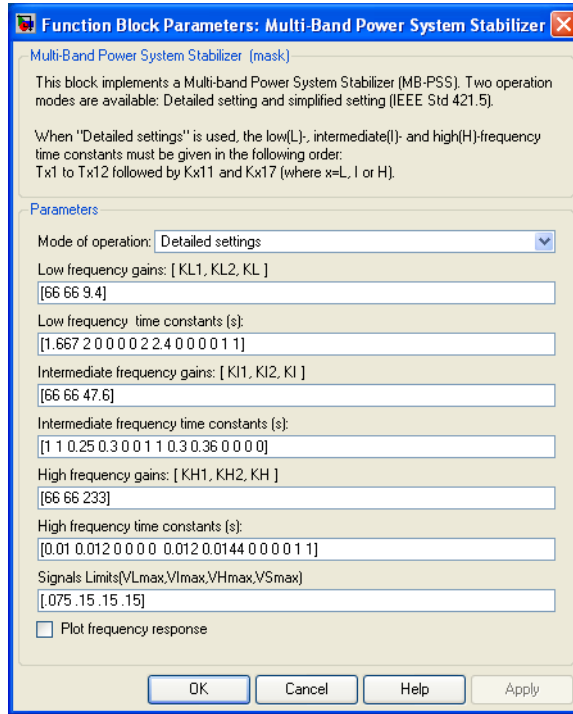 Function Block Parameters: Multi-Band Power System Stabilizer
Multi-Band Power System Stabilizer (mask)
This block implements a Multi-band Power System Stabilizer (MB-PSS). Two operation
modes are available: Detailed setting and simplified setting (IEEE Std 421.5).
When "Detailed settings" is used, the low(L)-, intermediate(I)- and high(H)-frequency
time constants must be given in the following order:
Tx1 to Tx12 followed by Kx11 and Kx17 (where x=L, I or H).
Parameters
Mode of operation: Detailed settings
Low frequency gains: [ KL1, KL2, KL ]
[66 66 9.4]
Low frequency time constants (s):
[1.667 2 0 0 0 0 2 2.4 0 0 0 0 1 1]
Intermediate frequency gains: [ KI1, KI2, KI ]
[66 66 47.6]
Intermediate frequency time constants (s):
[1 1 0.25 0.3 0 0 1 1 0.3 0.36 0 0 0 0]
High frequency gains: [ KH1, KH2, KH ]
[66 66 233]
High frequency time constants (s):
[0.01 0.012 0 0 0 0 0.012 0.0144 0 0 0 0 1 1]
Signals Limits(VLmax,VImax,VHmax,VSmax)
[.075 .15 .15 .15]
Plot frequency response
OK Cancel Help Apply